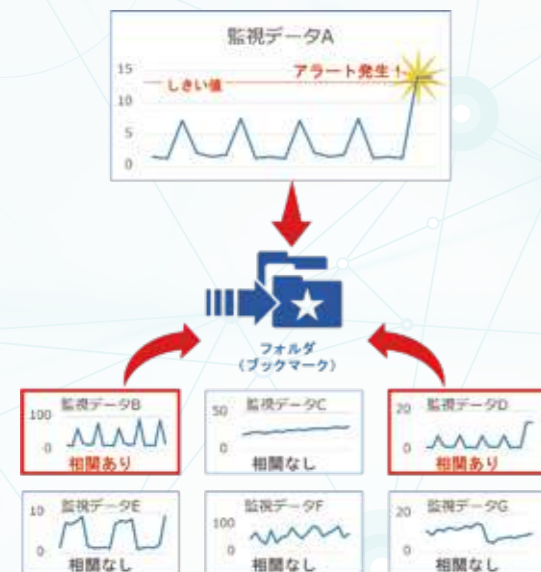 監視データA
15
アラート発生！
しきい値
10
5
0
フォルダ
（ブックマーク）
監視データB
100
0
相関あり
監視データC
50
0
相関なし
監視データD
20
0
相関あり
監視データE
10
0
相関なし
監視データF
100
0
相関なし
監視データG
20
0
相関なし